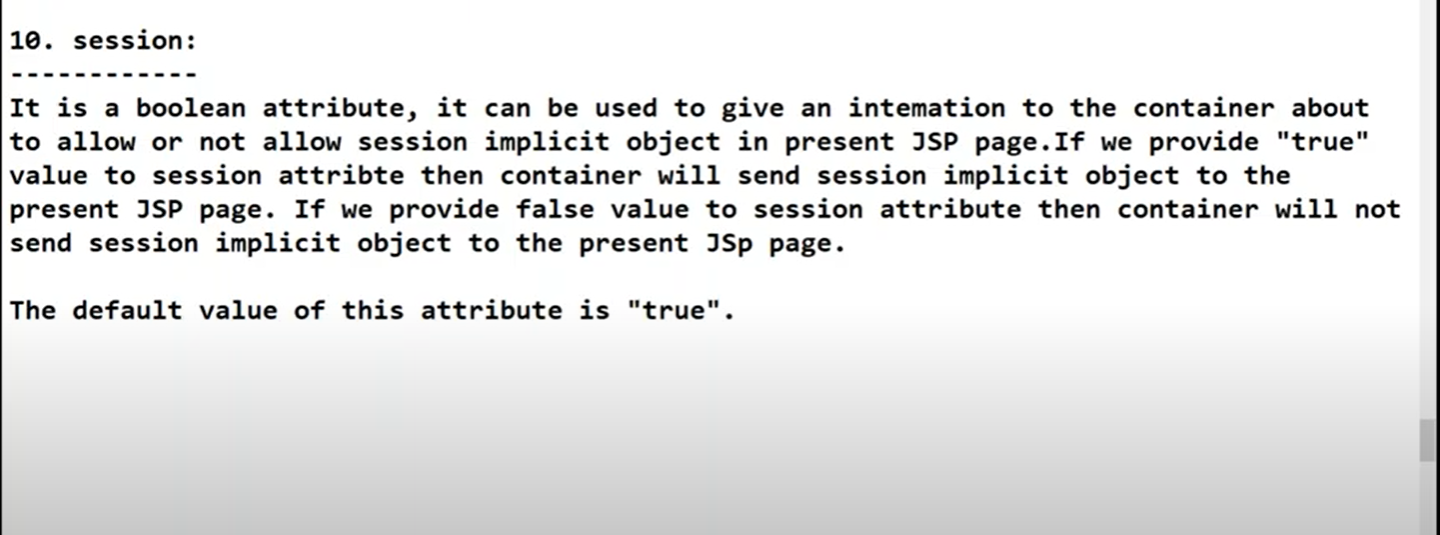 10. session:
------------
It is a boolean attribute, it can be used to give an intemation to the container about
to allow or not allow session implicit object in present JSP page.If we provide "true"
value to session attribte then container will send session implicit object to the
present JSP page. If we provide false value to session attribute then container will not
send session implicit object to the present JSp page.
The default value of this attribute is "true".